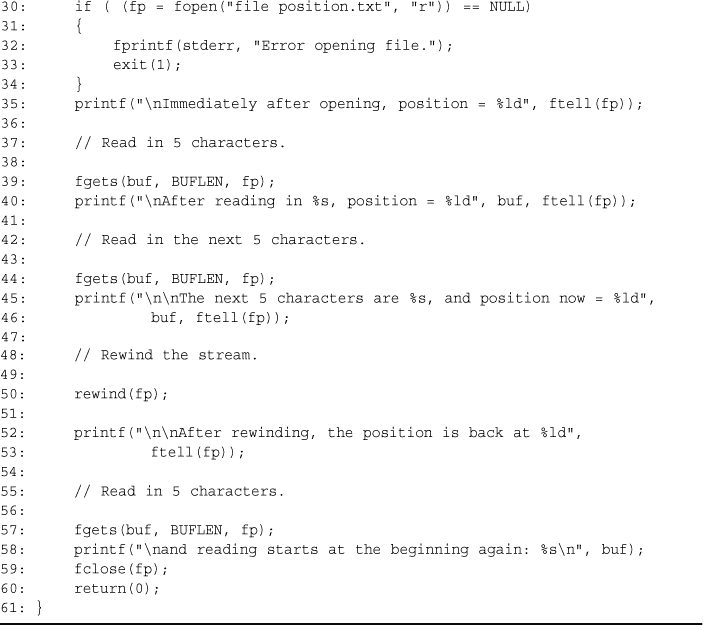 30:     if ( (fp = fopen("file position.txt", "r")) == NULL)
31:     {
32:         fprintf(stderr, "Error opening file.");
33:         exit(1);
34:     }
35:     printf("\nImmediately after opening, position = %ld", ftell(fp));
36:
37:     // Read in 5 characters.
38:
39:     fgets(buf, BUFLEN, fp);
40:     printf("\nAfter reading in %s, position = %ld", buf, ftell(fp));
41:
42:     // Read in the next 5 characters.
43:
44:     fgets(buf, BUFLEN, fp);
45:     printf("\n\nThe next 5 characters are %s, and position now = %ld",
46:             buf, ftell(fp));
47:
48:     // Rewind the stream.
49:
50:     rewind(fp);
51:
52:     printf("\n\nAfter rewinding, the position is back at %ld",
53:             ftell(fp));
54:
55:     // Read in 5 characters.
56:
57:     fgets(buf, BUFLEN, fp);
58:     printf("\nand reading starts at the beginning again: %s\n", buf);
59:     fclose(fp);
60:     return(0);
61: }